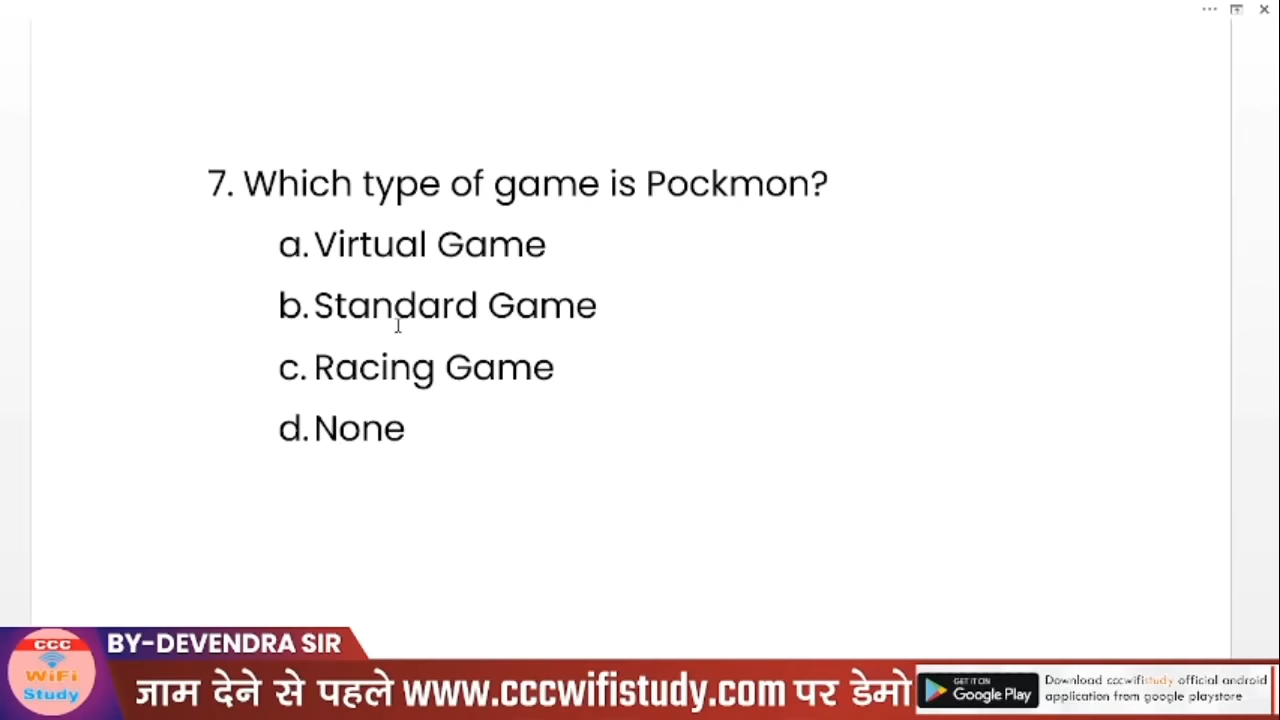 7. Which type of game is Pockmon?
a. Virtual Game
b. Standard Game
c. Racing Game
d. None
CCC
WiFi
Study
BY-DEVENDRA SIR
जाम देने से पहले www.cccwifistudy.com पर डेमो
GET IT ON
Google Play
Download cccwifistudy official android
application from google playstore